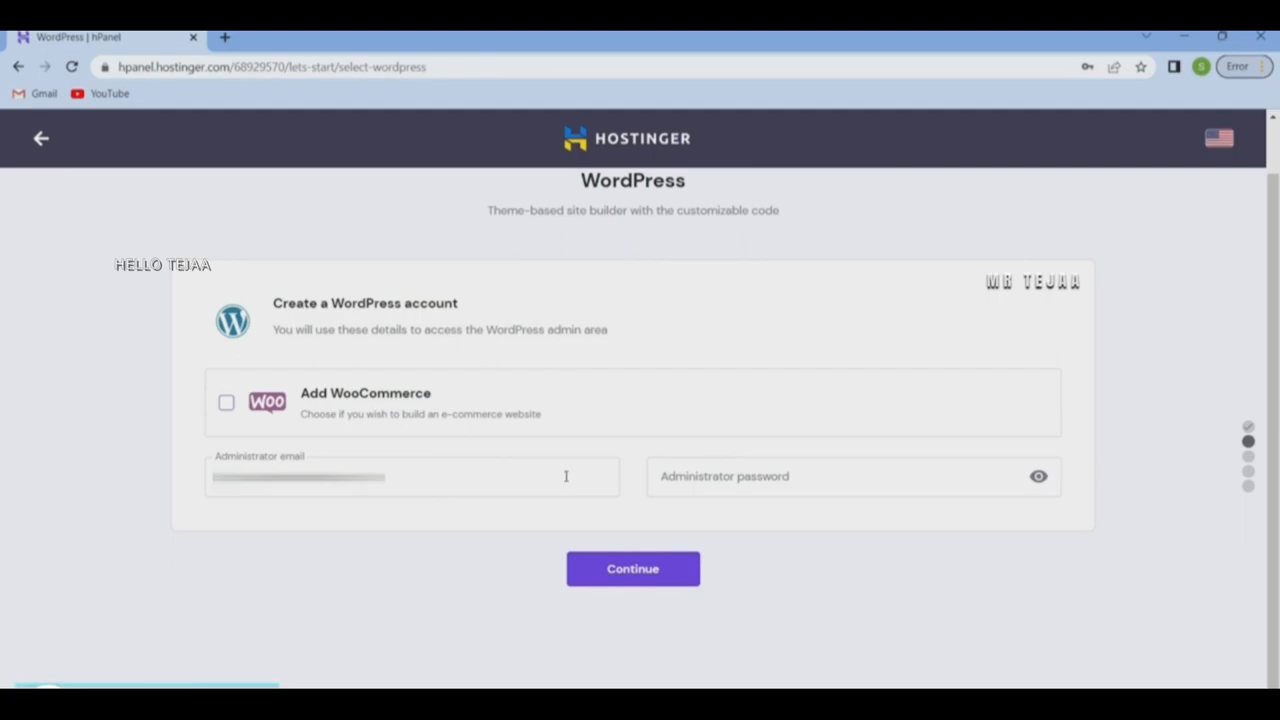 WordPress | hPanel
hpanel.hostinger.com/68929570/lets-start/select-wordpress
Error
Gmail
YouTube
HOSTINGER
WordPress
Theme-based site builder with the customizable code
HELLO TEJAA
MR TEJAA
Create a WordPress account
You will use these details to access the WordPress admin area
WOO
Add WooCommerce
Choose if you wish to build an e-commerce website
Administrator email
Administrator password
Continue